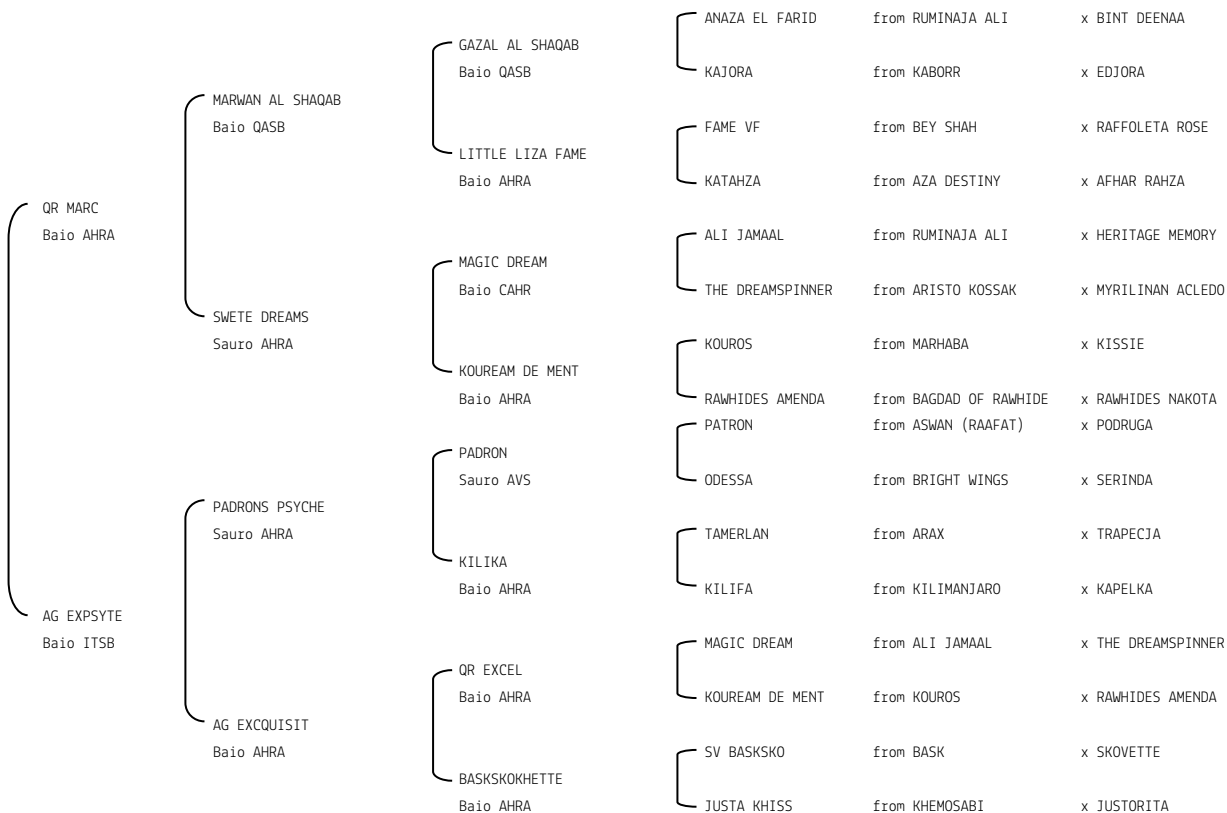 ANAZA EL FARID from RUMINAJA ALI x BINT DEENAA
GAZAL AL SHAQAB
Baio QASB KAJORA from KABORR x EDJORA
MARWAN AL SHAQAB
Baio QASB FAME VF from BEY SHAH x RAFFOLETA ROSE
LITTLE LIZA FAME
Baio AHRA KATAHZA from AZA DESTINY x AFHAR RAHZA
QR MARC
Baio AHRA ALI JAMAAL from RUMINAJA ALI x HERITAGE MEMORY
MAGIC DREAM
Baio CAHR THE DREAMSPINNER from ARISTO KOSSAK x MYRILINAN ACLEDO
SWETE DREAMS
Sauro AHRA KOUROS from MARHABA x KISSIE
KOUREAM DE MENT
Baio AHRA RAWHIDES AMENDA from BAGDAD OF RAWHIDE x RAWHIDES NAKOTA
PATRON from ASWAN (RAAFAT) x PODRUGA
PADRON
Sauro AVS ODESSA from BRIGHT WINGS x SERINDA
PADRONS PSYCHE
Sauro AHRA TAMERLAN from ARAX x TRAPECJA
KILIKA
Baio AHRA KILIFA from KILIMANJARO x KAPELKA
AG EXPSYTE
Baio ITSB MAGIC DREAM from ALI JAMAAL x THE DREAMSPINNER
QR EXCEL
Baio AHRA KOUREAM DE MENT from KOUROS x RAWHIDES AMENDA
AG EXCQUISIT
Baio AHRA SV BASKSKO from BASK x SKOVETTE
BASKSKOKHETTE
Baio AHRA JUSTA KHISS from KHEMOSABI x JUSTORITA